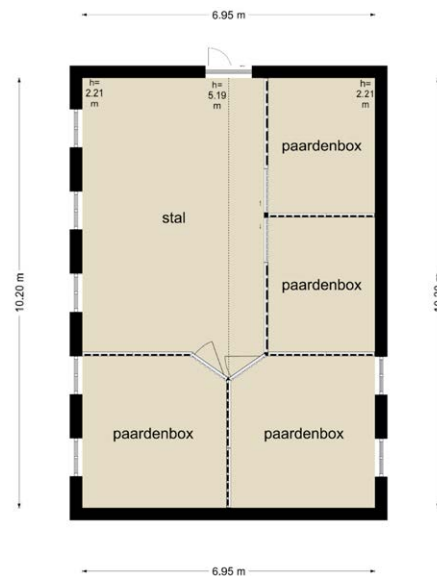 6.95 m
h=
2.21
m
h=
5.19
m
h=
2.21
m
paardenbox
stal
10.20 m
paardenbox
paardenbox
paardenbox
6.95 m